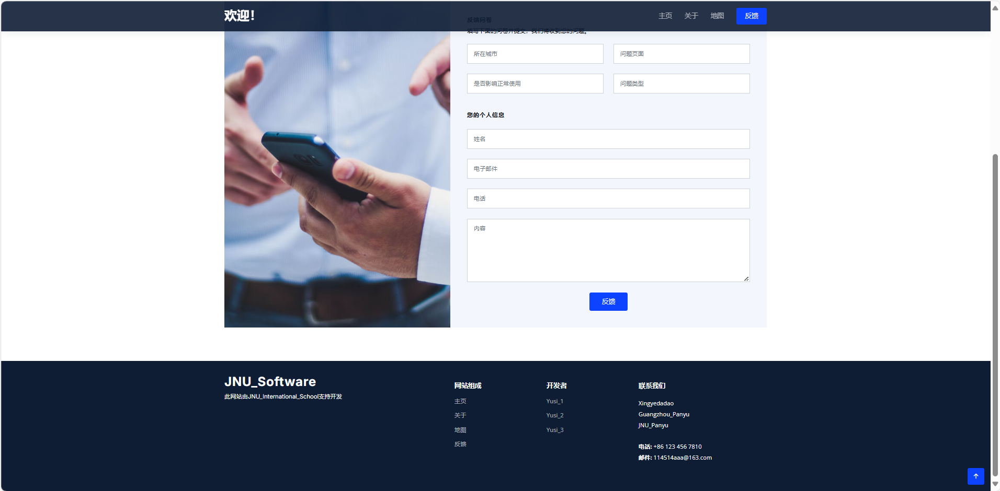 欢迎!
主页 关于 地图 反馈
反馈问卷
填写下面的问卷并提交，我们将收到您的问题。
所在城市 问题页面
是否影响正常使用 问题类型
您的个人信息
姓名
电子邮件
电话
内容
反馈
JNU_Software
此网站由JNU_International_School支持开发
网站组成
主页
关于
地图
反馈
开发者
Yusi_1
Yusi_2
Yusi_3
联系我们
Xingyedadao
Guangzhou_Panyu
JNU_Panyu
电话: +86 123 456 7810
邮件: 114514aaa@163.com